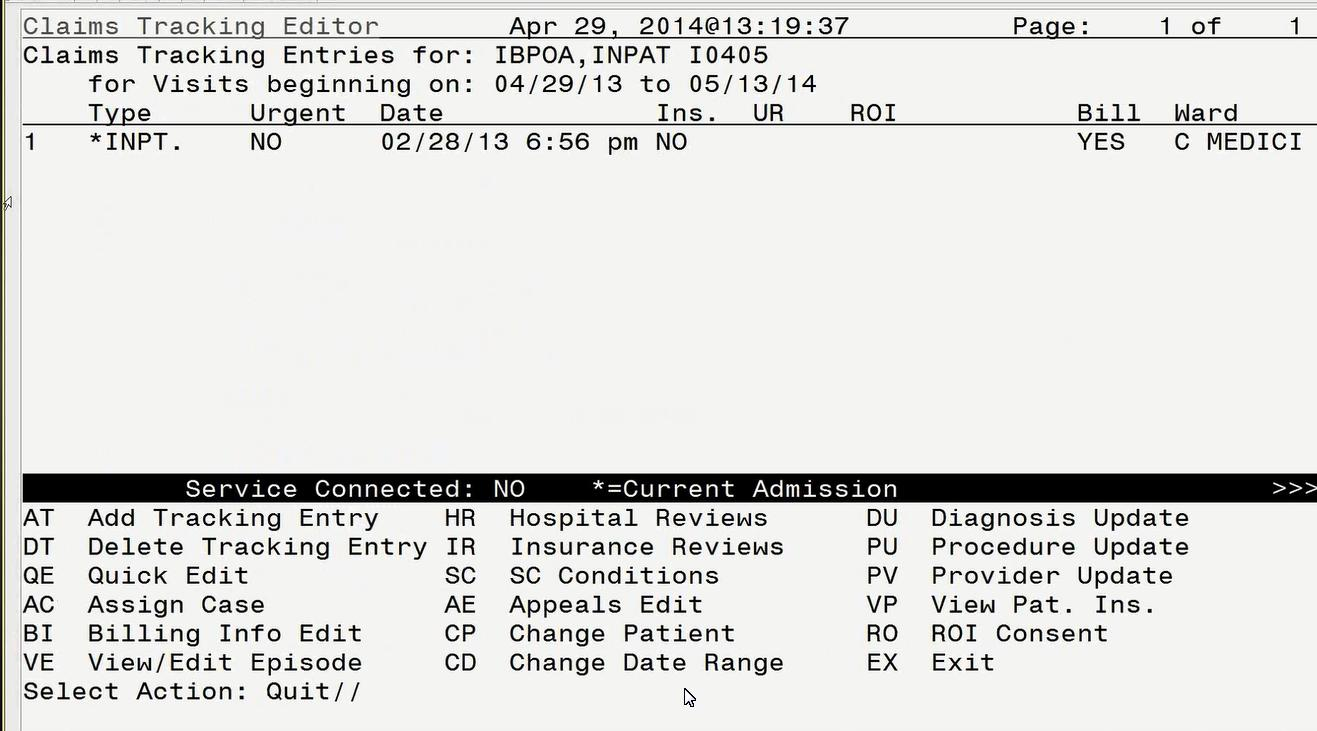 Claims Tracking Editor Apr 29, 2014@13:19:37 Page: 1 of 1
Claims Tracking Entries for: IBPOA,INPAT I0405
for Visits beginning on: 04/29/13 to 05/13/14
Type Urgent Date Ins. UR ROI Bill Ward
1 *INPT. NO 02/28/13 6:56 pm NO YES C MEDICI
Service Connected: NO *=Current Admission >>>
AT Add Tracking Entry HR Hospital Reviews DU Diagnosis Update
DT Delete Tracking Entry IR Insurance Reviews PU Procedure Update
QE Quick Edit SC SC Conditions PV Provider Update
AC Assign Case AE Appeals Edit VP View Pat. Ins.
BI Billing Info Edit CP Change Patient RO ROI Consent
VE View/Edit Episode CD Change Date Range EX Exit
Select Action: Quit//